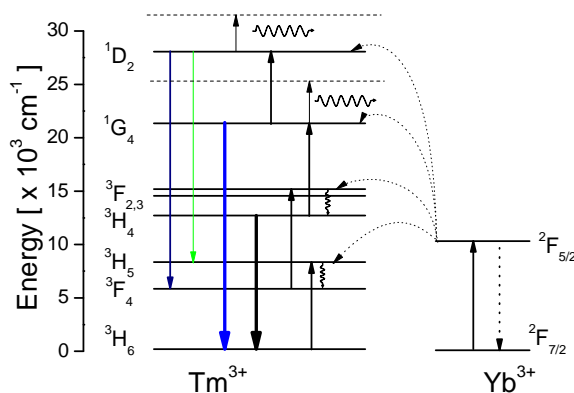 Energy [ x 10³ cm⁻¹ ]
30
25
20
15
10
5
0
¹D₂
¹G₄
³F₂,₃
³H₄
³H₅
³F₄
³H₆
²F₅/₂
²F₇/₂
Tm³⁺
Yb³⁺